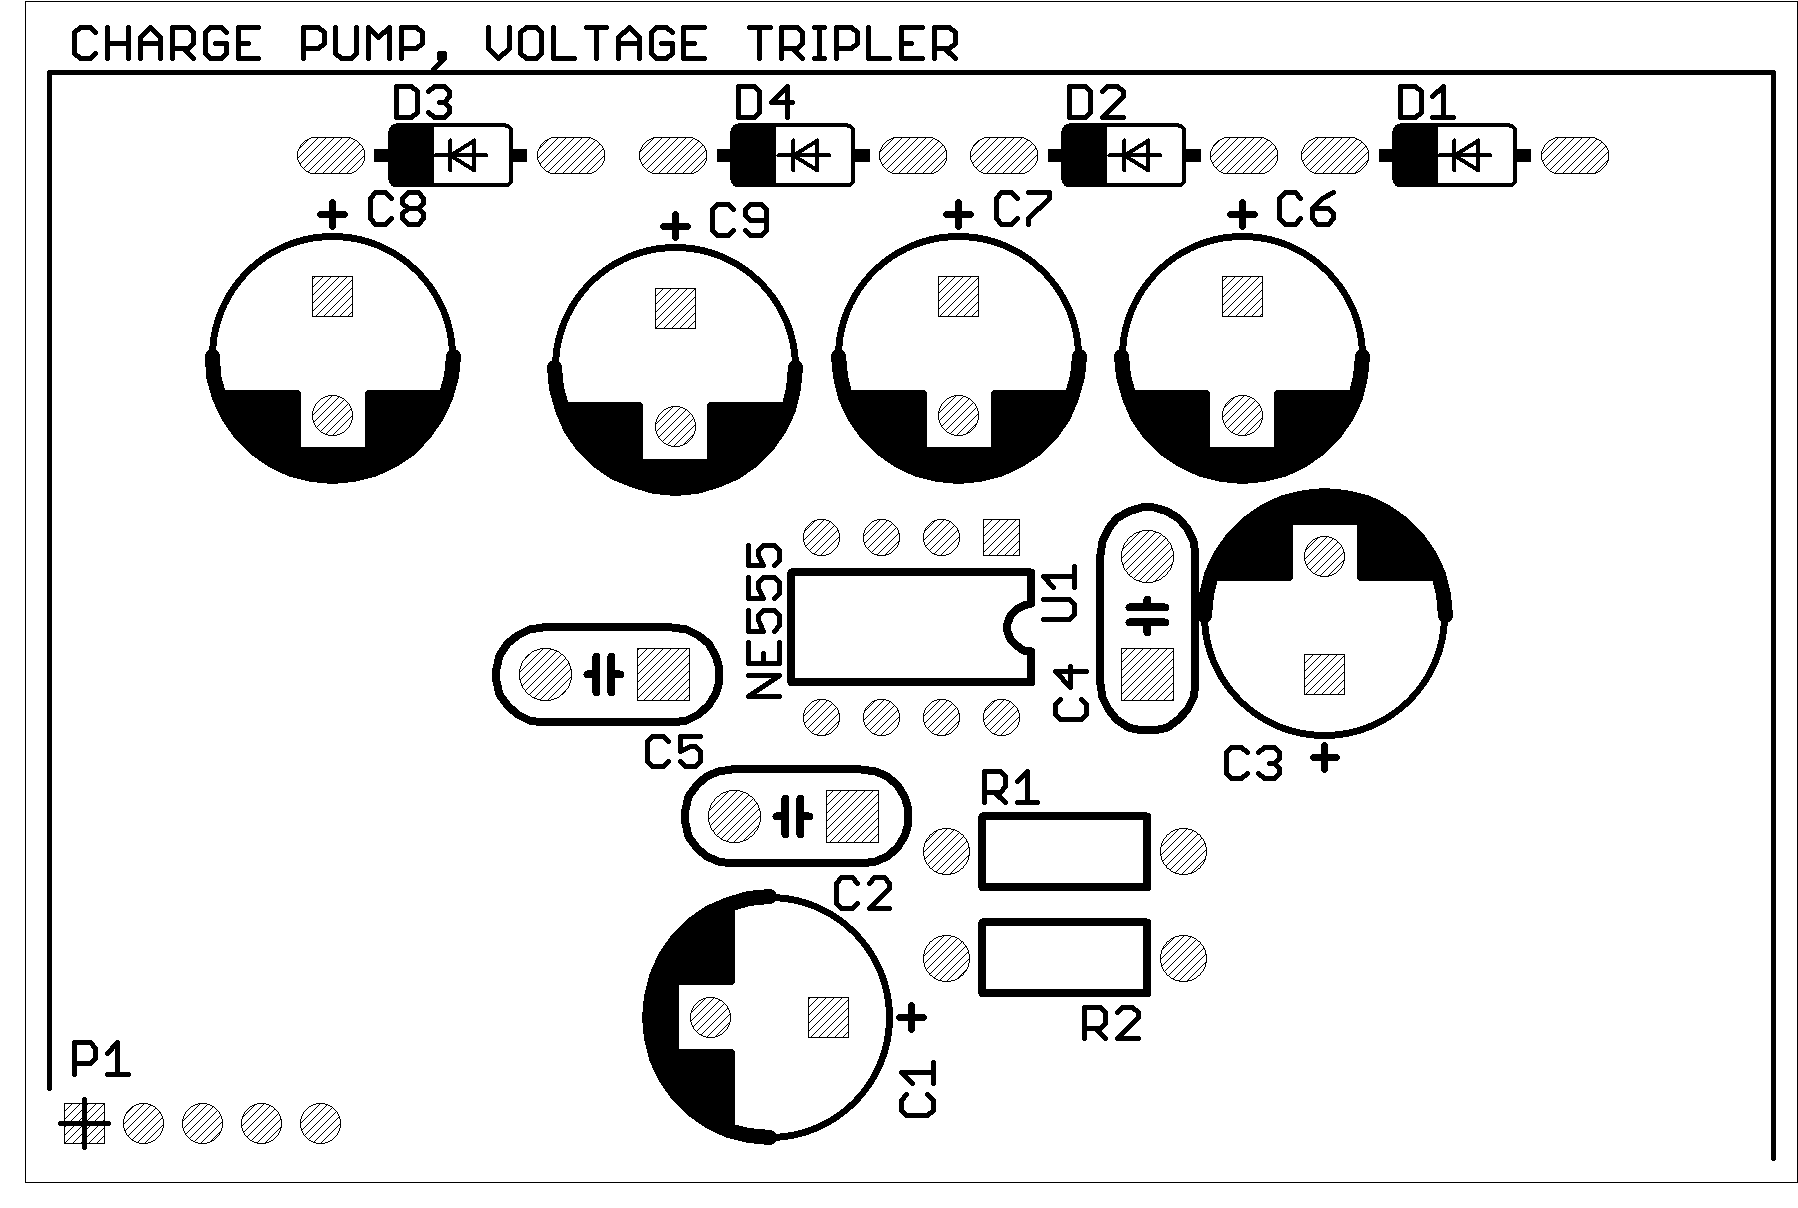 CHARGE PUMP, VOLTAGE TRIPLER
D3 D4 D2 D1
C8 C9 C7 C6
NE555
U1
C4
C5
C3
R1
C2
R2
C1
P1